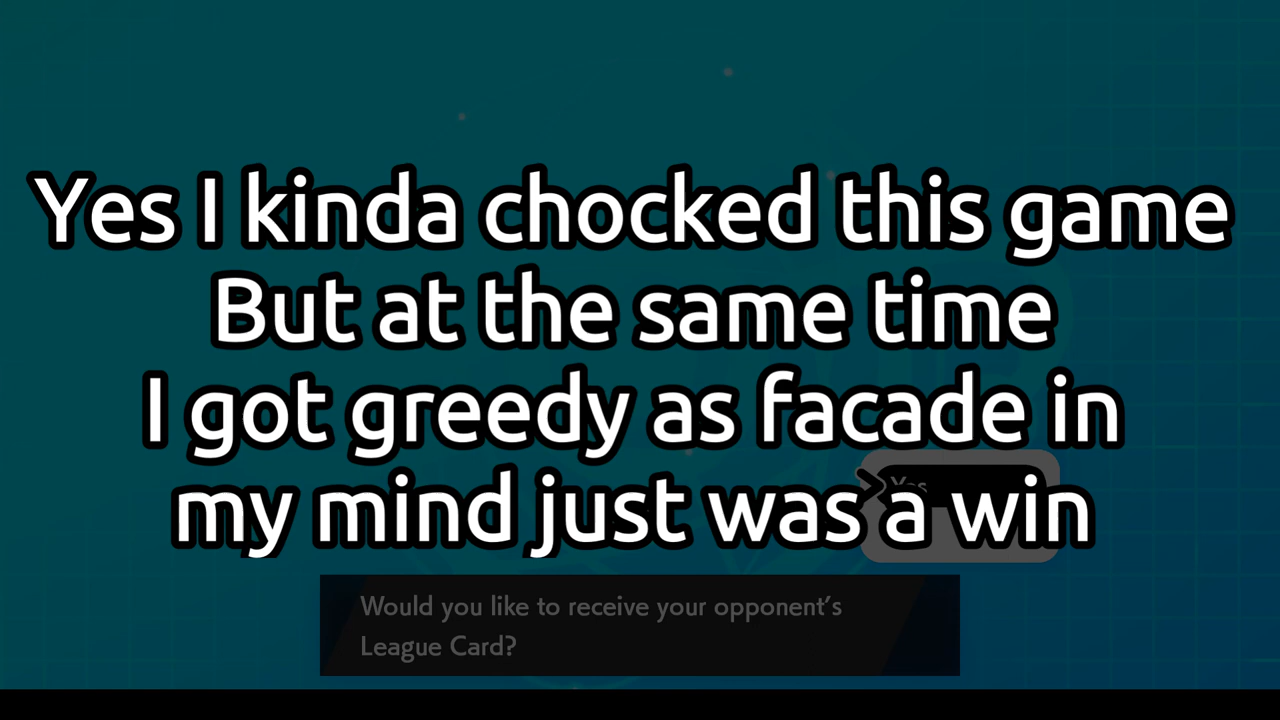 Yes I kinda chocked this game
But at the same time
I got greedy as facade in
my mind just was a win
Yes
Would you like to receive your opponent's
League Card?